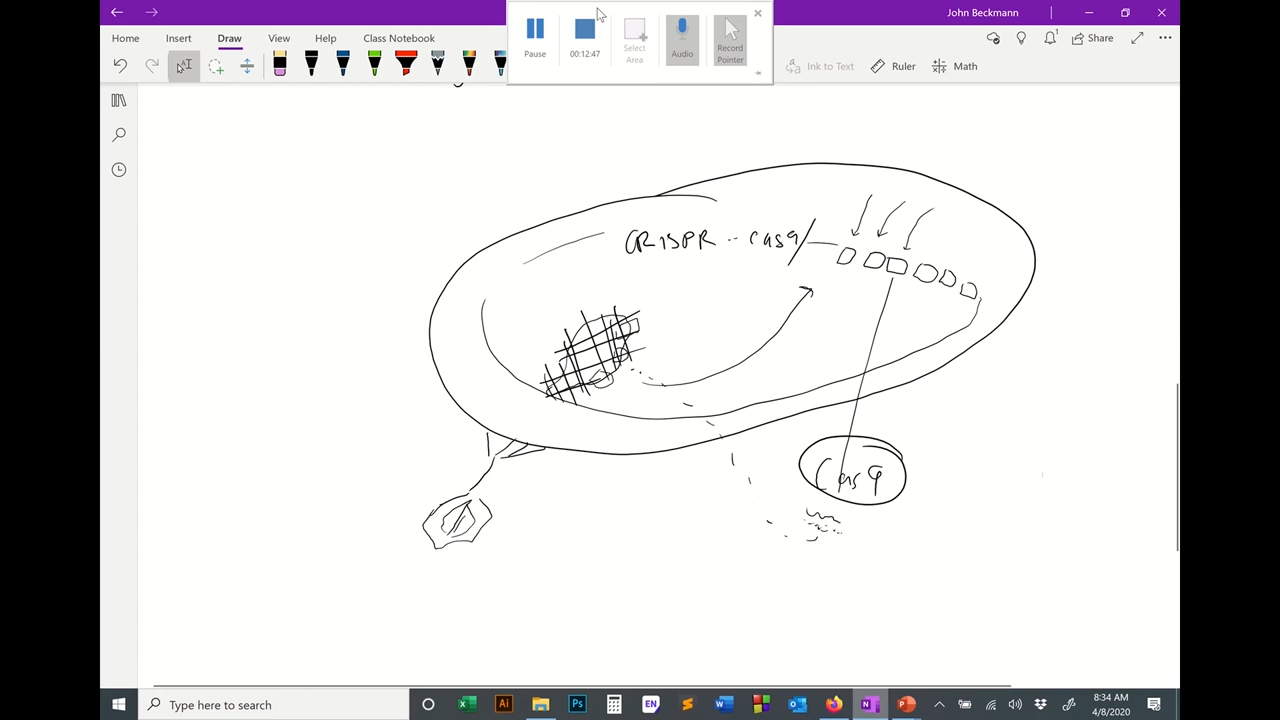 John Beckmann
Home Insert Draw View Help Class Notebook
Share
Pause
00:12:47
Select Area
Audio
Record Pointer
Ink to Text
Ruler
Math
CRISPR-- cas9/
Cas9
Type here to search
EN
8:34 AM
4/8/2020